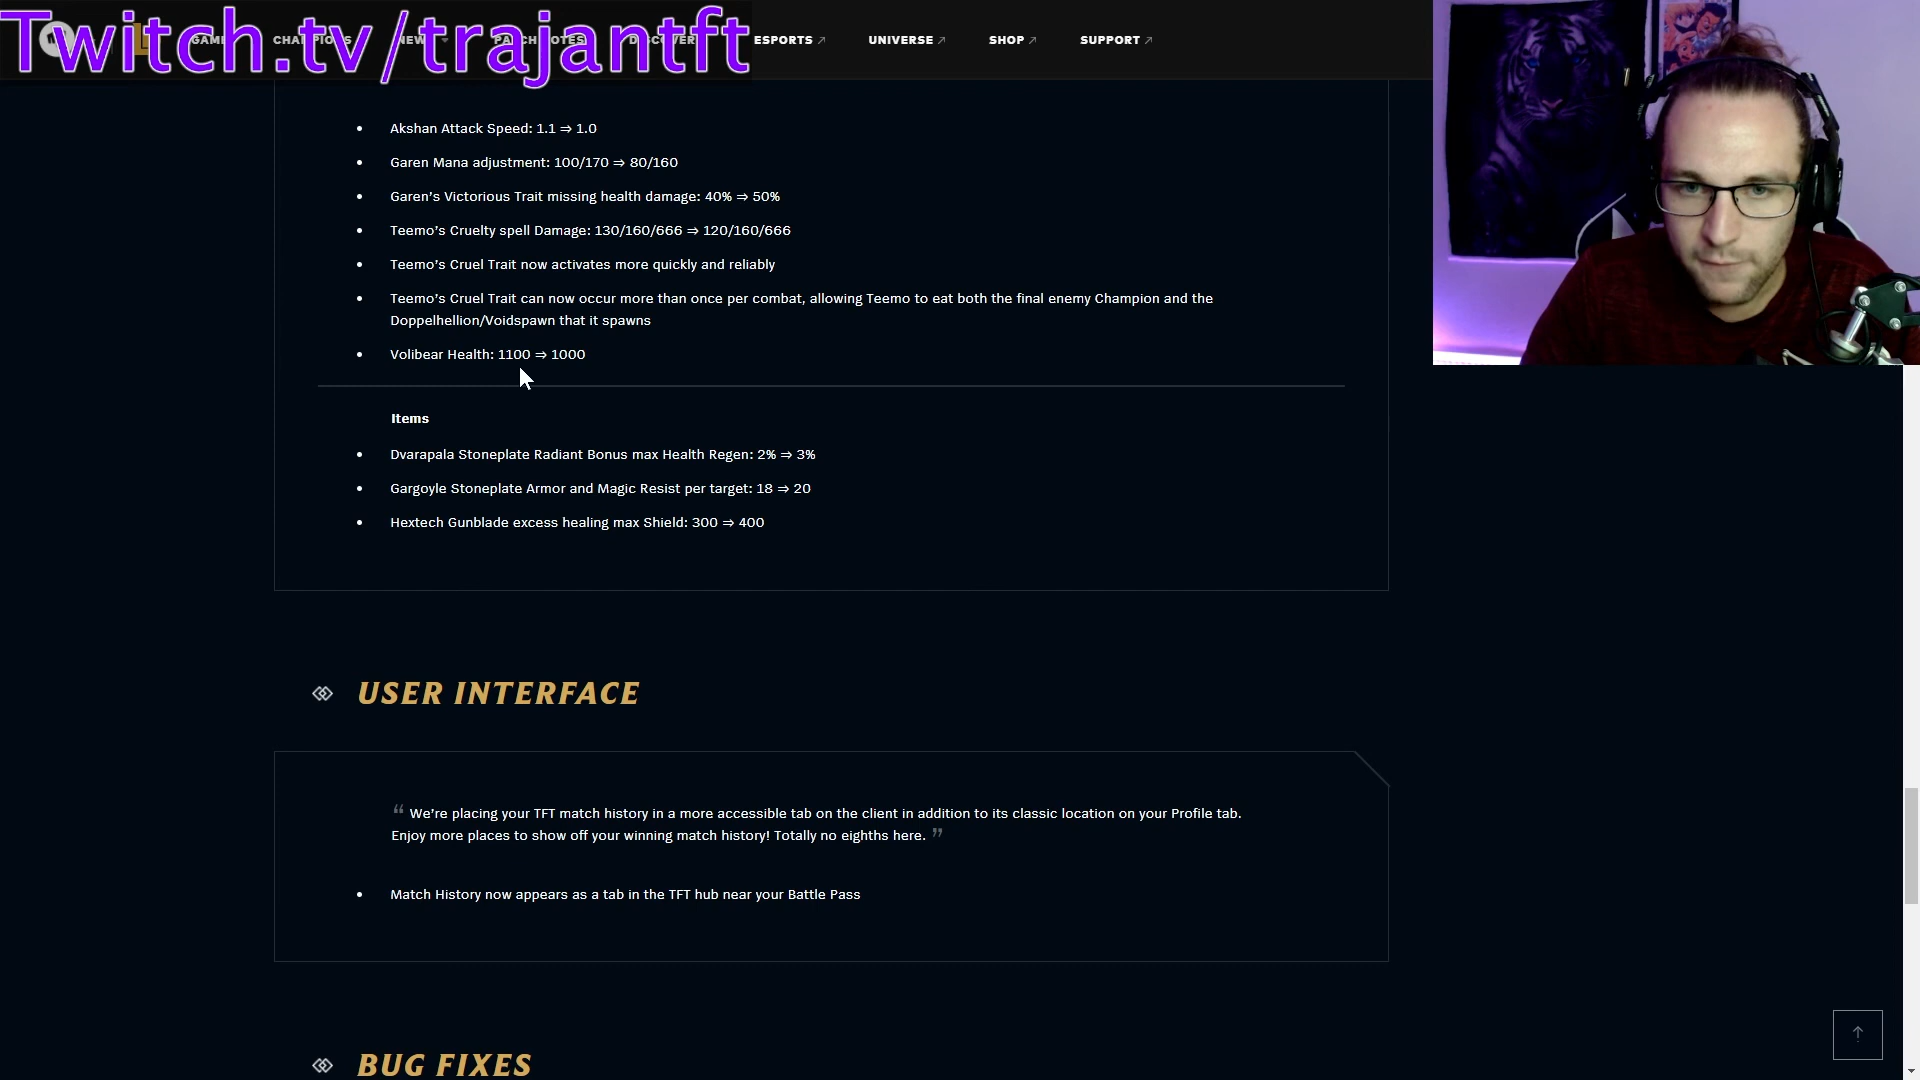 Twitch.tv/trajantft
ESPORTS
UNIVERSE
SHOP
SUPPORT
Akshan Attack Speed: 1.1 ⇒ 1.0
Garen Mana adjustment: 100/170 ⇒ 80/160
Garen’s Victorious Trait missing health damage: 40% ⇒ 50%
Teemo’s Cruelty spell Damage: 130/160/666 ⇒ 120/160/666
Teemo’s Cruel Trait now activates more quickly and reliably
Teemo’s Cruel Trait can now occur more than once per combat, allowing Teemo to eat both the final enemy Champion and the
Doppelhellion/Voidspawn that it spawns
Volibear Health: 1100 ⇒ 1000
Items
Dvarapala Stoneplate Radiant Bonus max Health Regen: 2% ⇒ 3%
Gargoyle Stoneplate Armor and Magic Resist per target: 18 ⇒ 20
Hextech Gunblade excess healing max Shield: 300 ⇒ 400
USER INTERFACE
“ We’re placing your TFT match history in a more accessible tab on the client in addition to its classic location on your Profile tab.
Enjoy more places to show off your winning match history! Totally no eighths here. ”
Match History now appears as a tab in the TFT hub near your Battle Pass
BUG FIXES